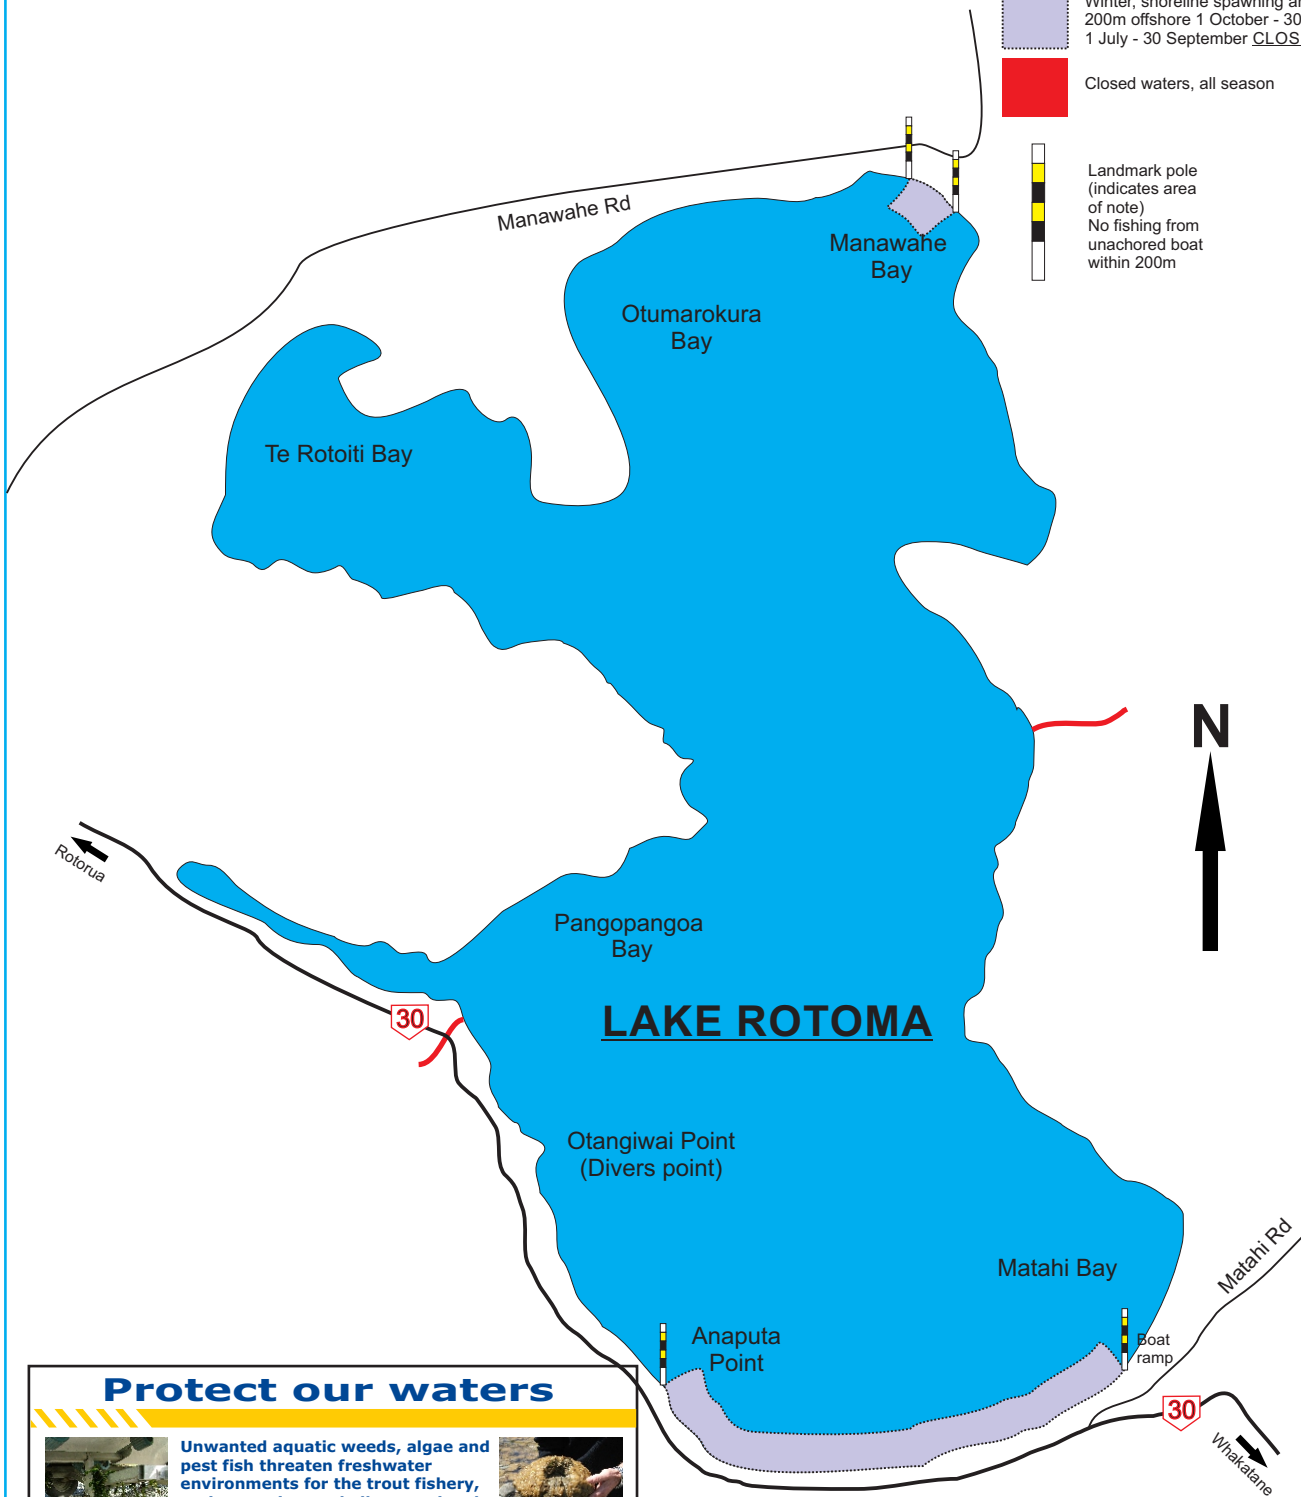 Winter, shoreline spawning
200m offshore 1 October - 30
1 July - 30 September
Closed waters, all season
Landmark pole
(indicates area
of note)
No fishing from
unachored boat
within 200m
Manawahe Rd
Manawahe
Bay
Otumarokura
Bay
Te Rotoiti Bay
N
Rotorua
Pangopangoa
Bay
30
LAKE ROTOMA
Otangiwai Point
(Divers point)
Matahi Bay
Matahi Rd
Anaputa
Point
Boat
ramp
30
Whakatane
Protect our waters
Unwanted aquatic weeds, algae and
pest fish threaten freshwater
environments for the trout fishery,